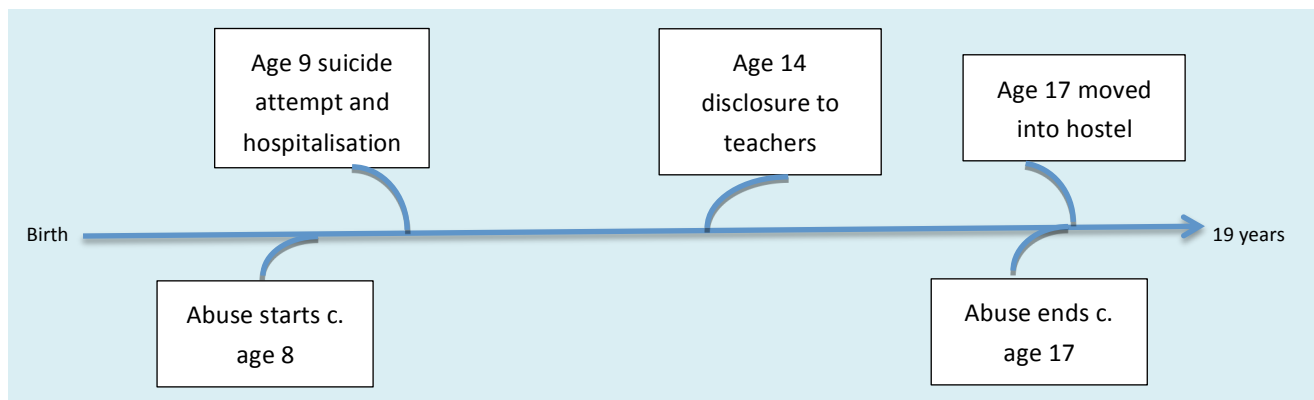 Age 9 suicide
attempt and
hospitalisation
Age 14
disclosure to
teachers
Age 17 moved
into hostel
Birth
19 years
Abuse starts c.
age 8
Abuse ends c.
age 17